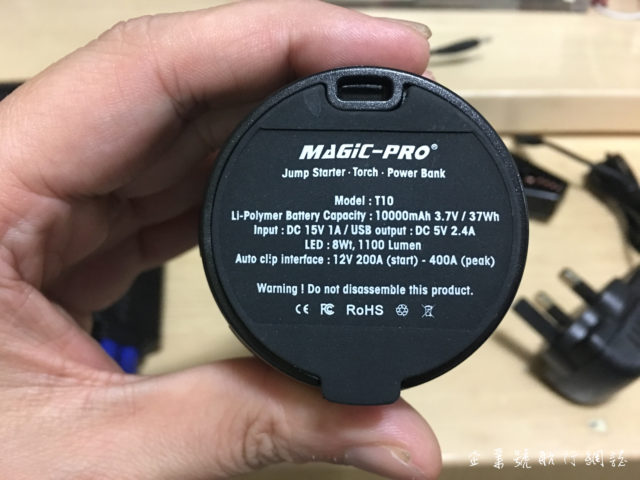 MAGIC-PRO®
Jump Starter · Torch · Power Bank
Model : T10
Li-Polymer Battery Capacity : 10000mAh 3.7V / 37Wh
Input : DC 15V 1A / USB output : DC 5V 2.4A
LED : 8Wt, 1100 Lumen
Auto clip interface : 12V 200A (start) - 400A (peak)
Warning ! Do not disassemble this product.
CE FC RoHS